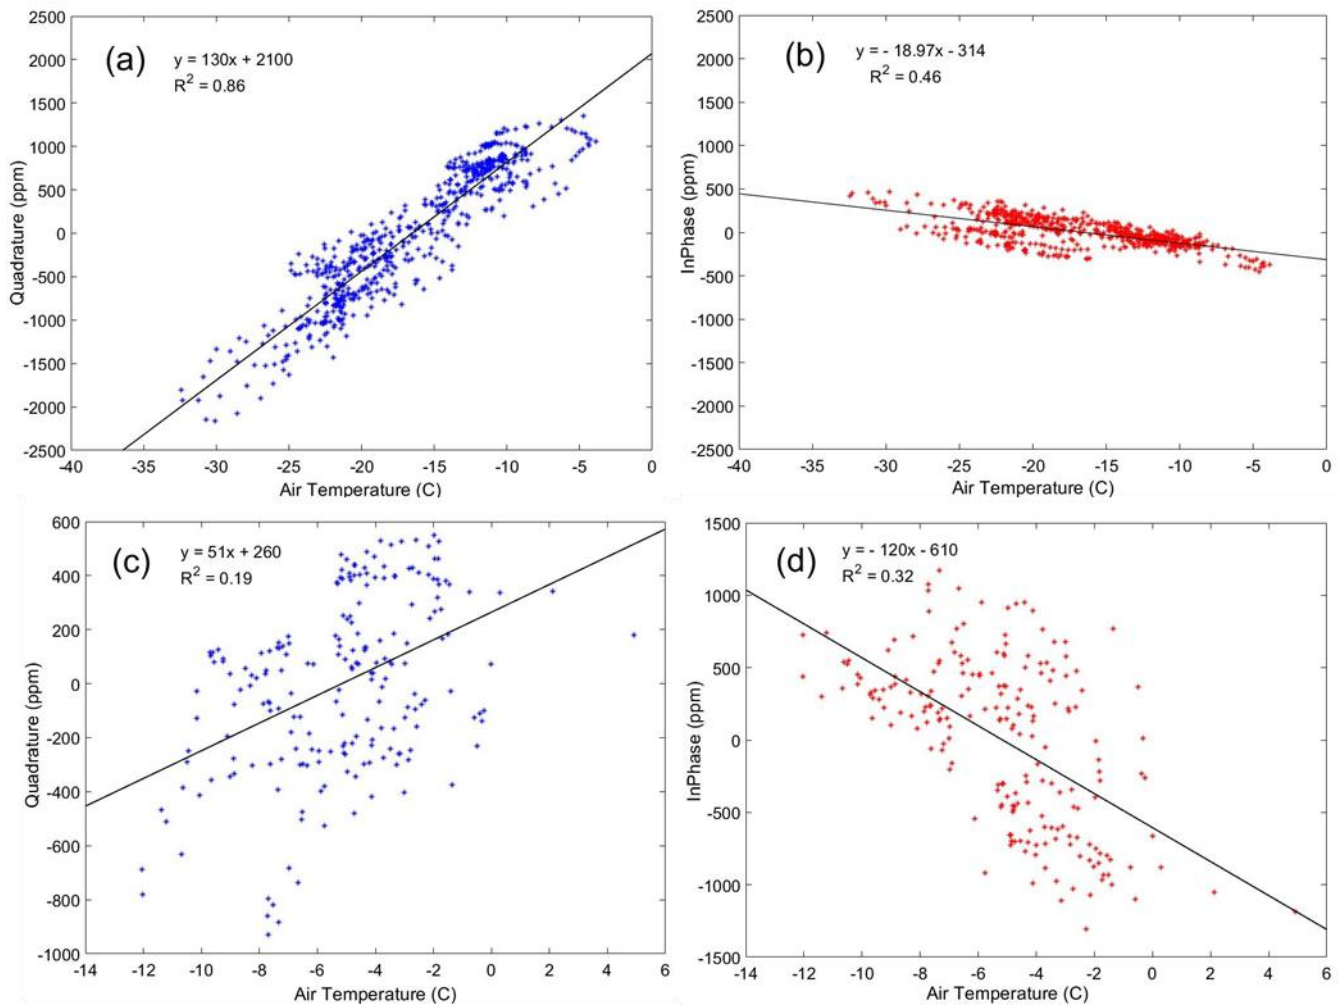 (a)
y = 130x + 2100
R² = 0.86
Quadrature (ppm)
2500
2000
1500
1000
500
0
-500
-1000
-1500
-2000
-2500
-40 -35 -30 -25 -20 -15 -10 -5 0
Air Temperature (C)
(b)
y = - 18.97x - 314
R² = 0.46
InPhase (ppm)
2500
2000
1500
1000
500
0
-500
-1000
-1500
-2000
-2500
-40 -35 -30 -25 -20 -15 -10 -5 0
Air Temperature (C)
(c)
y = 51x + 260
R² = 0.19
Quadrature (ppm)
600
400
200
0
-200
-400
-600
-800
-1000
-14 -12 -10 -8 -6 -4 -2 0 2 4 6
Air Temperature (C)
(d)
y = - 120x - 610
R² = 0.32
InPhase (ppm)
1500
1000
500
0
-500
-1000
-1500
-14 -12 -10 -8 -6 -4 -2 0 2 4 6
Air Temperature (C)